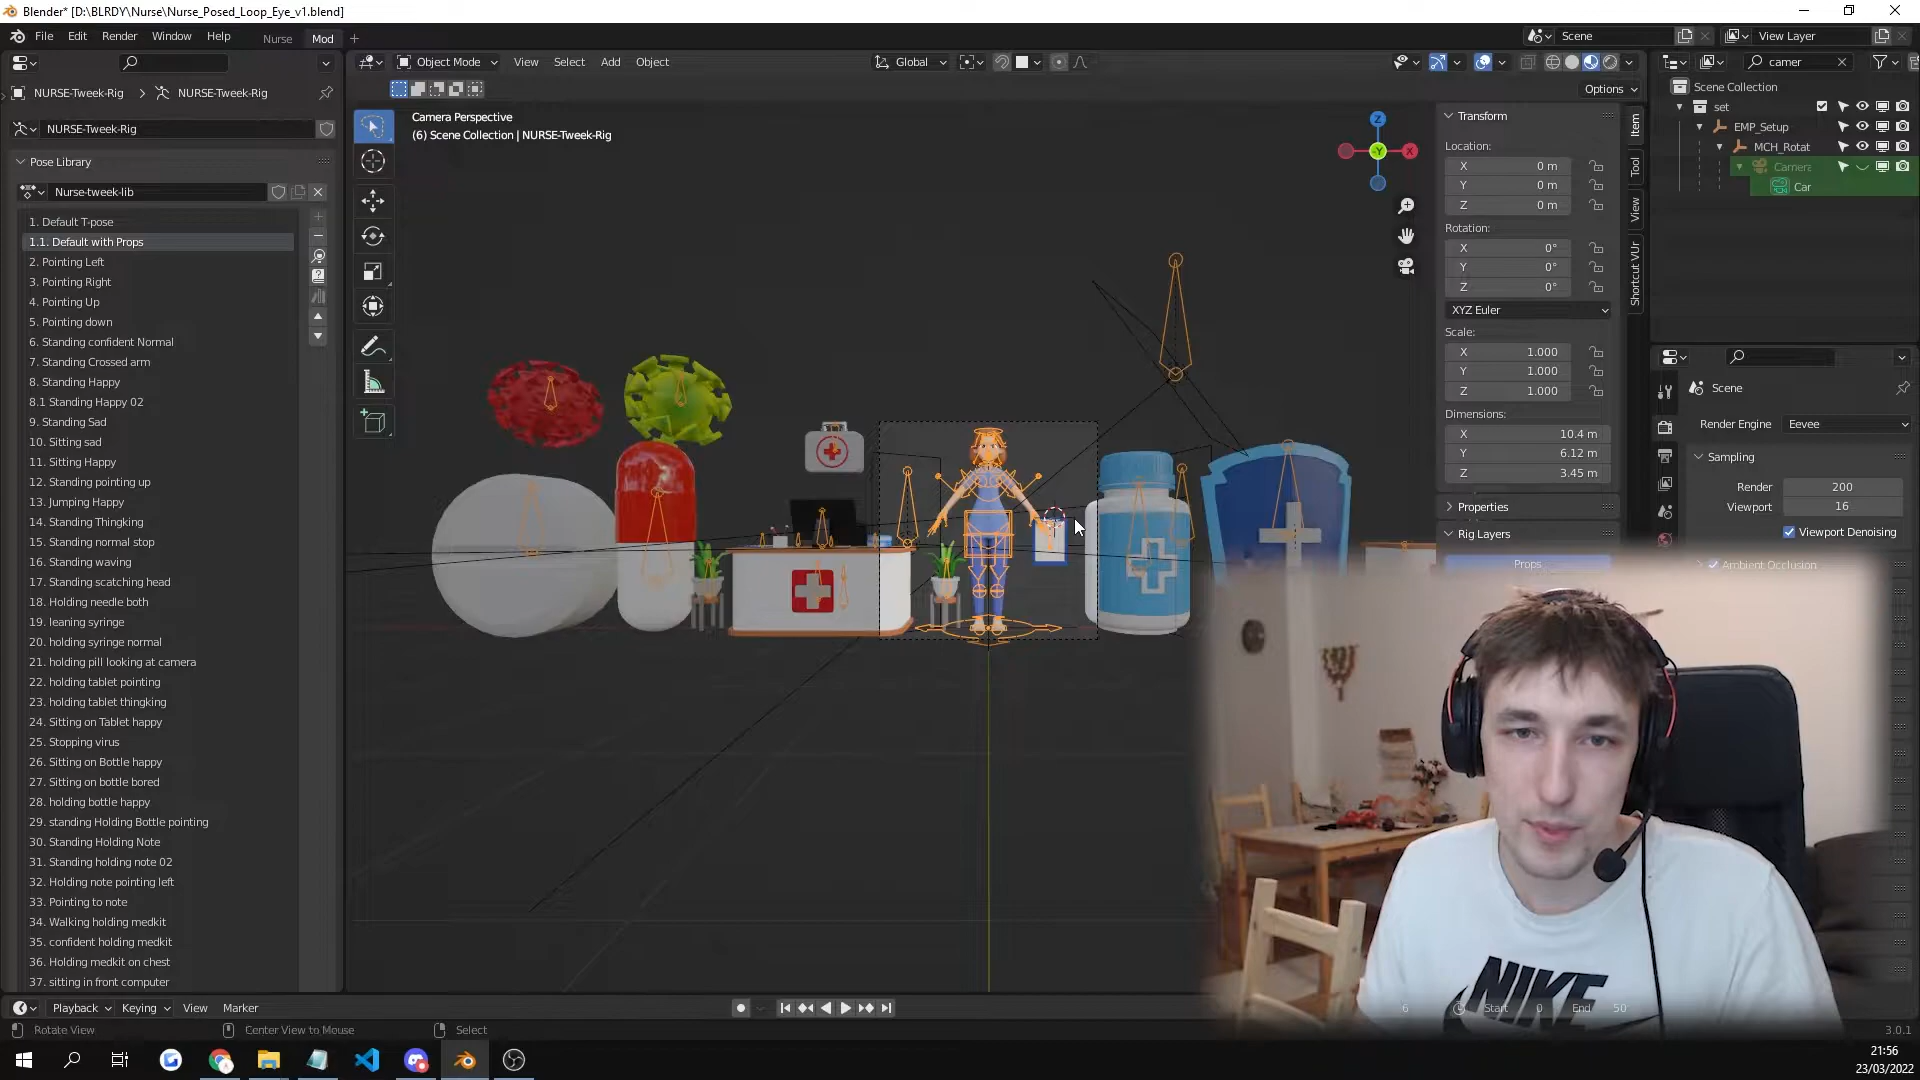 Blender* [D:\BLRDY\Nurse\Nurse_Posed_Loop_Eye_v1.blend]
File Edit Render Window Help Nurse Mod
Scene View Layer
Object Mode View Select Add Object Global
camer
NURSE-Tweek-Rig > NURSE-Tweek-Rig
Options
Scene Collection
set
EMP_Setup
MCH_Rotat
Camera
Car
NURSE-Tweek-Rig
Pose Library
Nurse-tweek-lib
1. Default T-pose
1.1. Default with Props
2. Pointing Left
3. Pointing Right
4. Pointing Up
5. Pointing down
6. Standing confident Normal
7. Standing Crossed arm
8. Standing Happy
8.1 Standing Happy 02
9. Standing Sad
10. Sitting sad
11. Sitting Happy
12. Standing pointing up
13. Jumping Happy
14. Standing Thingking
15. Standing normal stop
16. Standing waving
17. Standing scatching head
18. Holding needle both
19. leaning syringe
20. holding syringe normal
21. holding pill looking at camera
22. holding tablet pointing
23. holding tablet thingking
24. Sitting on Tablet happy
25. Stopping virus
26. Sitting on Bottle happy
27. Sitting on bottle bored
28. holding bottle happy
29. standing Holding Bottle pointing
30. Standing Holding Note
31. Standing holding note 02
32. Holding note pointing left
33. Pointing to note
34. Walking holding medkit
35. confident holding medkit
36. Holding medkit on chest
37. sitting in front computer
Camera Perspective
(6) Scene Collection | NURSE-Tweek-Rig
Z
-Y
X
Transform
Location:
X 0 m
Y 0 m
Z 0 m
Rotation:
X 0°
Y 0°
Z 0°
XYZ Euler
Scale:
X 1.000
Y 1.000
Z 1.000
Dimensions:
X 10.4 m
Y 6.12 m
Z 3.45 m
Properties
Rig Layers
Props
Item
Tool
View
Shortcut VUr
Scene
Render Engine Eevee
Sampling
Render 200
Viewport 16
Viewport Denoising
Ambient Occlusion
NIKE
Playback Keying View Marker
6 Start 0 End 50
Rotate View Center View to Mouse Select
3.0.1
21:56
23/03/2022